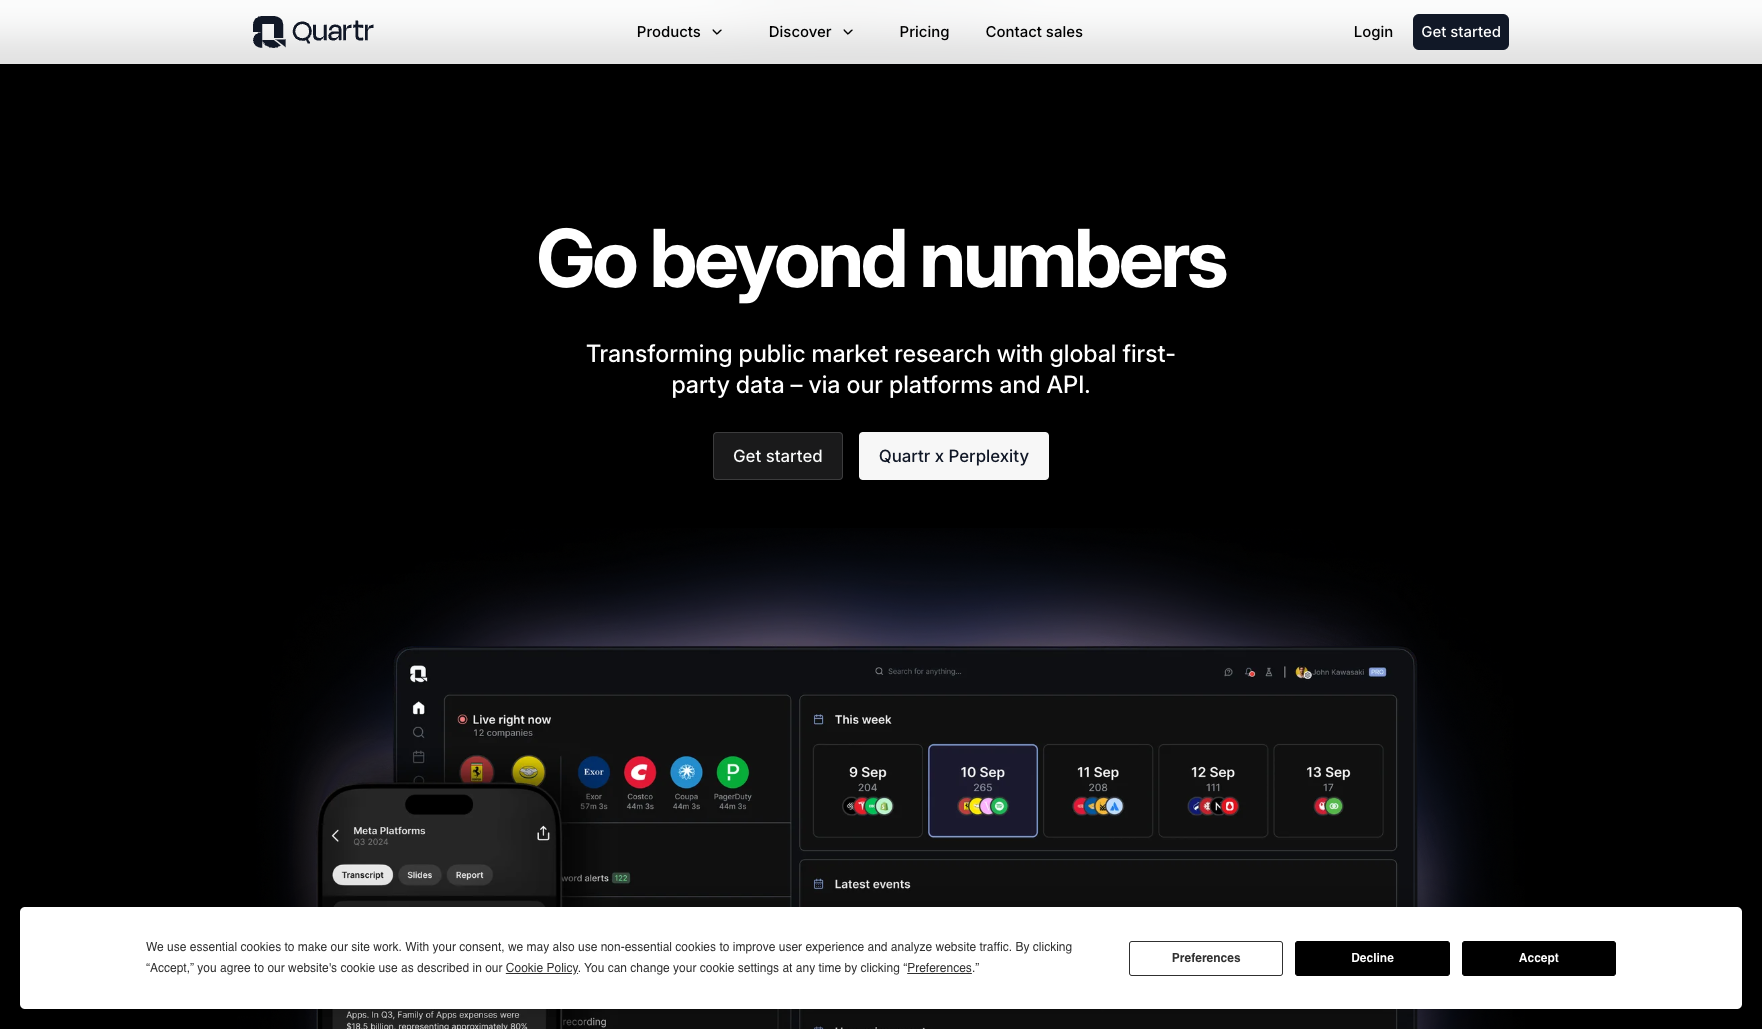 Quartr
Products
Discover
Pricing
Contact sales
Login
Get started
Go beyond numbers
Transforming public market research with global first-
party data – via our platforms and API.
Get started
Quartr x Perplexity
Search for anything...
John Kawasaki
PRO
Live right now
12 companies
Exor
Exor
57m 3s
Costco
44m 3s
Coupa
44m 3s
PagerDuty
44m 3s
This week
9 Sep
204
10 Sep
265
11 Sep
208
12 Sep
111
13 Sep
17
Meta Platforms
Q3 2024
Transcript
Slides
Report
word alerts 122
Latest events
We use essential cookies to make our site work. With your consent, we may also use non-essential cookies to improve user experience and analyze website traffic. By clicking
“Accept,” you agree to our website's cookie use as described in our Cookie Policy. You can change your cookie settings at any time by clicking “Preferences.”
Preferences
Decline
Accept
Apps. In Q3, Family of Apps expenses were
$18.5 billion, representing approximately 80%
recording